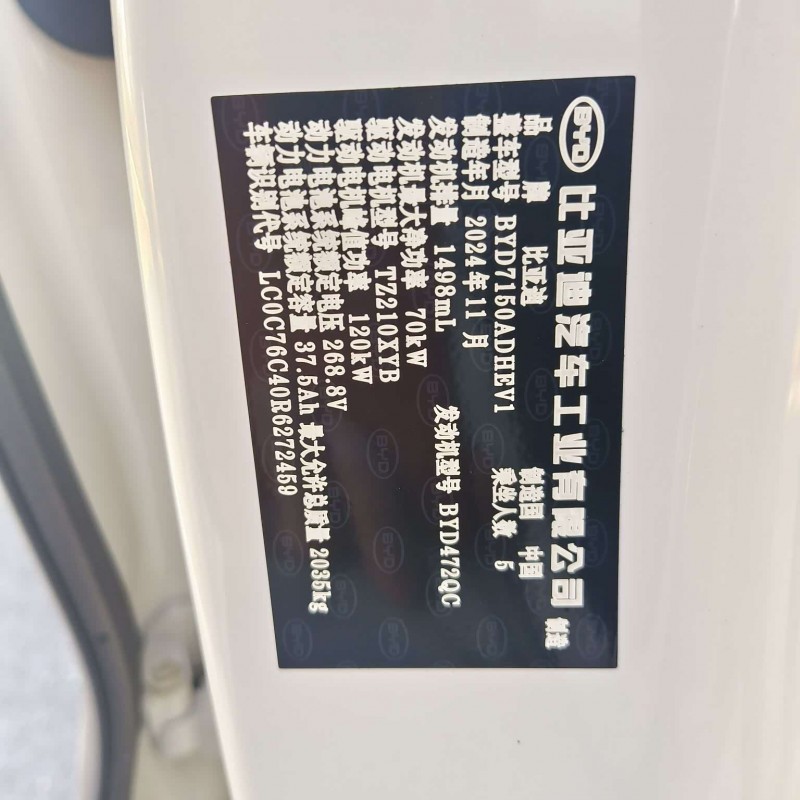 BYD 比亚迪汽车工业有限公司 制造
品牌 比亚迪 制造国 中国
整车型号 BYD7150ADHEV1 乘坐人数 5
制造年月 2024年11月
发动机排量 1498mL 发动机型号 BYD472QC
发动机最大净功率 70kW
驱动电机型号 TZ210XYB
驱动电机峰值功率 120kW
动力电池系统额定电压 268.8V
动力电池系统额定容量 37.5Ah 最大允许总质量 2035kg
车辆识别代号 LC0C76C40R6272459